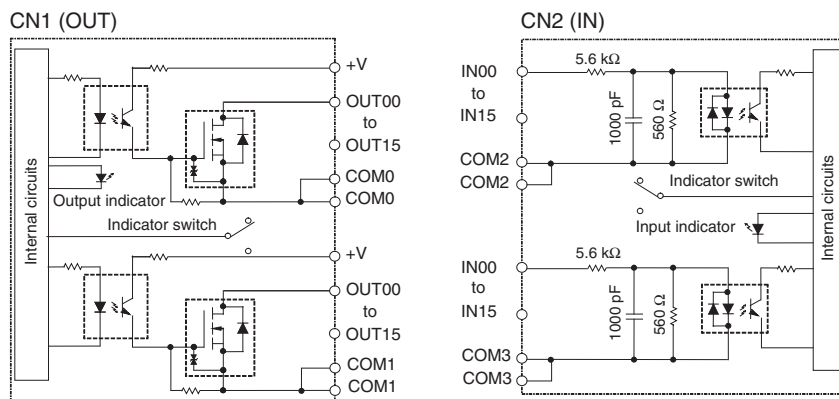 CN1 (OUT)
Internal circuits
+V
OUT00
to
OUT15
COM0
COM0
Output indicator
Indicator switch
+V
OUT00
to
OUT15
COM1
COM1
CN2 (IN)
IN00
to
IN15
COM2
COM2
5.6 kΩ
1000 pF
560 Ω
Indicator switch
Input indicator
Internal circuits
5.6 kΩ
IN00
to
IN15
COM3
COM3
1000 pF
560 Ω